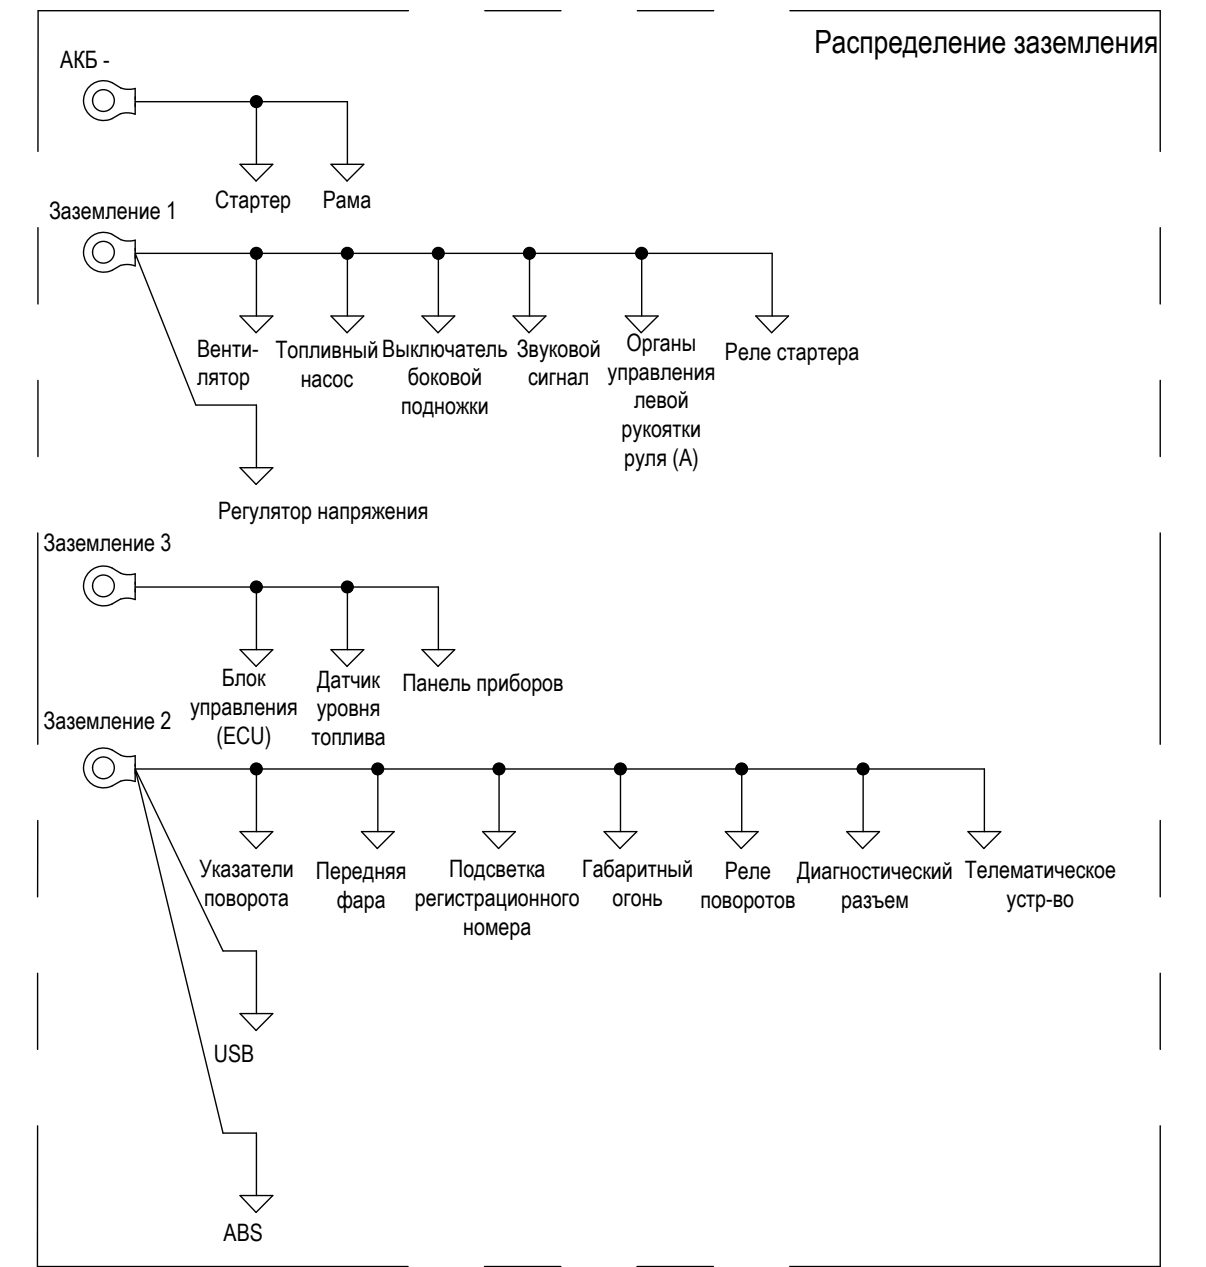 Распределение заземления
АКБ -
Стартер
Рама
Заземление 1
Венти-
лятор
Топливный
насос
Выключатель
боковой
подножки
Звуковой
сигнал
Органы
управления
левой
рукоятки
руля (А)
Реле стартера
Регулятор напряжения
Заземление 3
Блок
управления
(ECU)
Датчик
уровня
топлива
Панель приборов
Заземление 2
Указатели
поворота
Передняя
фара
Подсветка
регистрационного
номера
Габаритный
огонь
Реле
поворотов
Диагностический
разъем
Телематическое
устр-во
USB
ABS